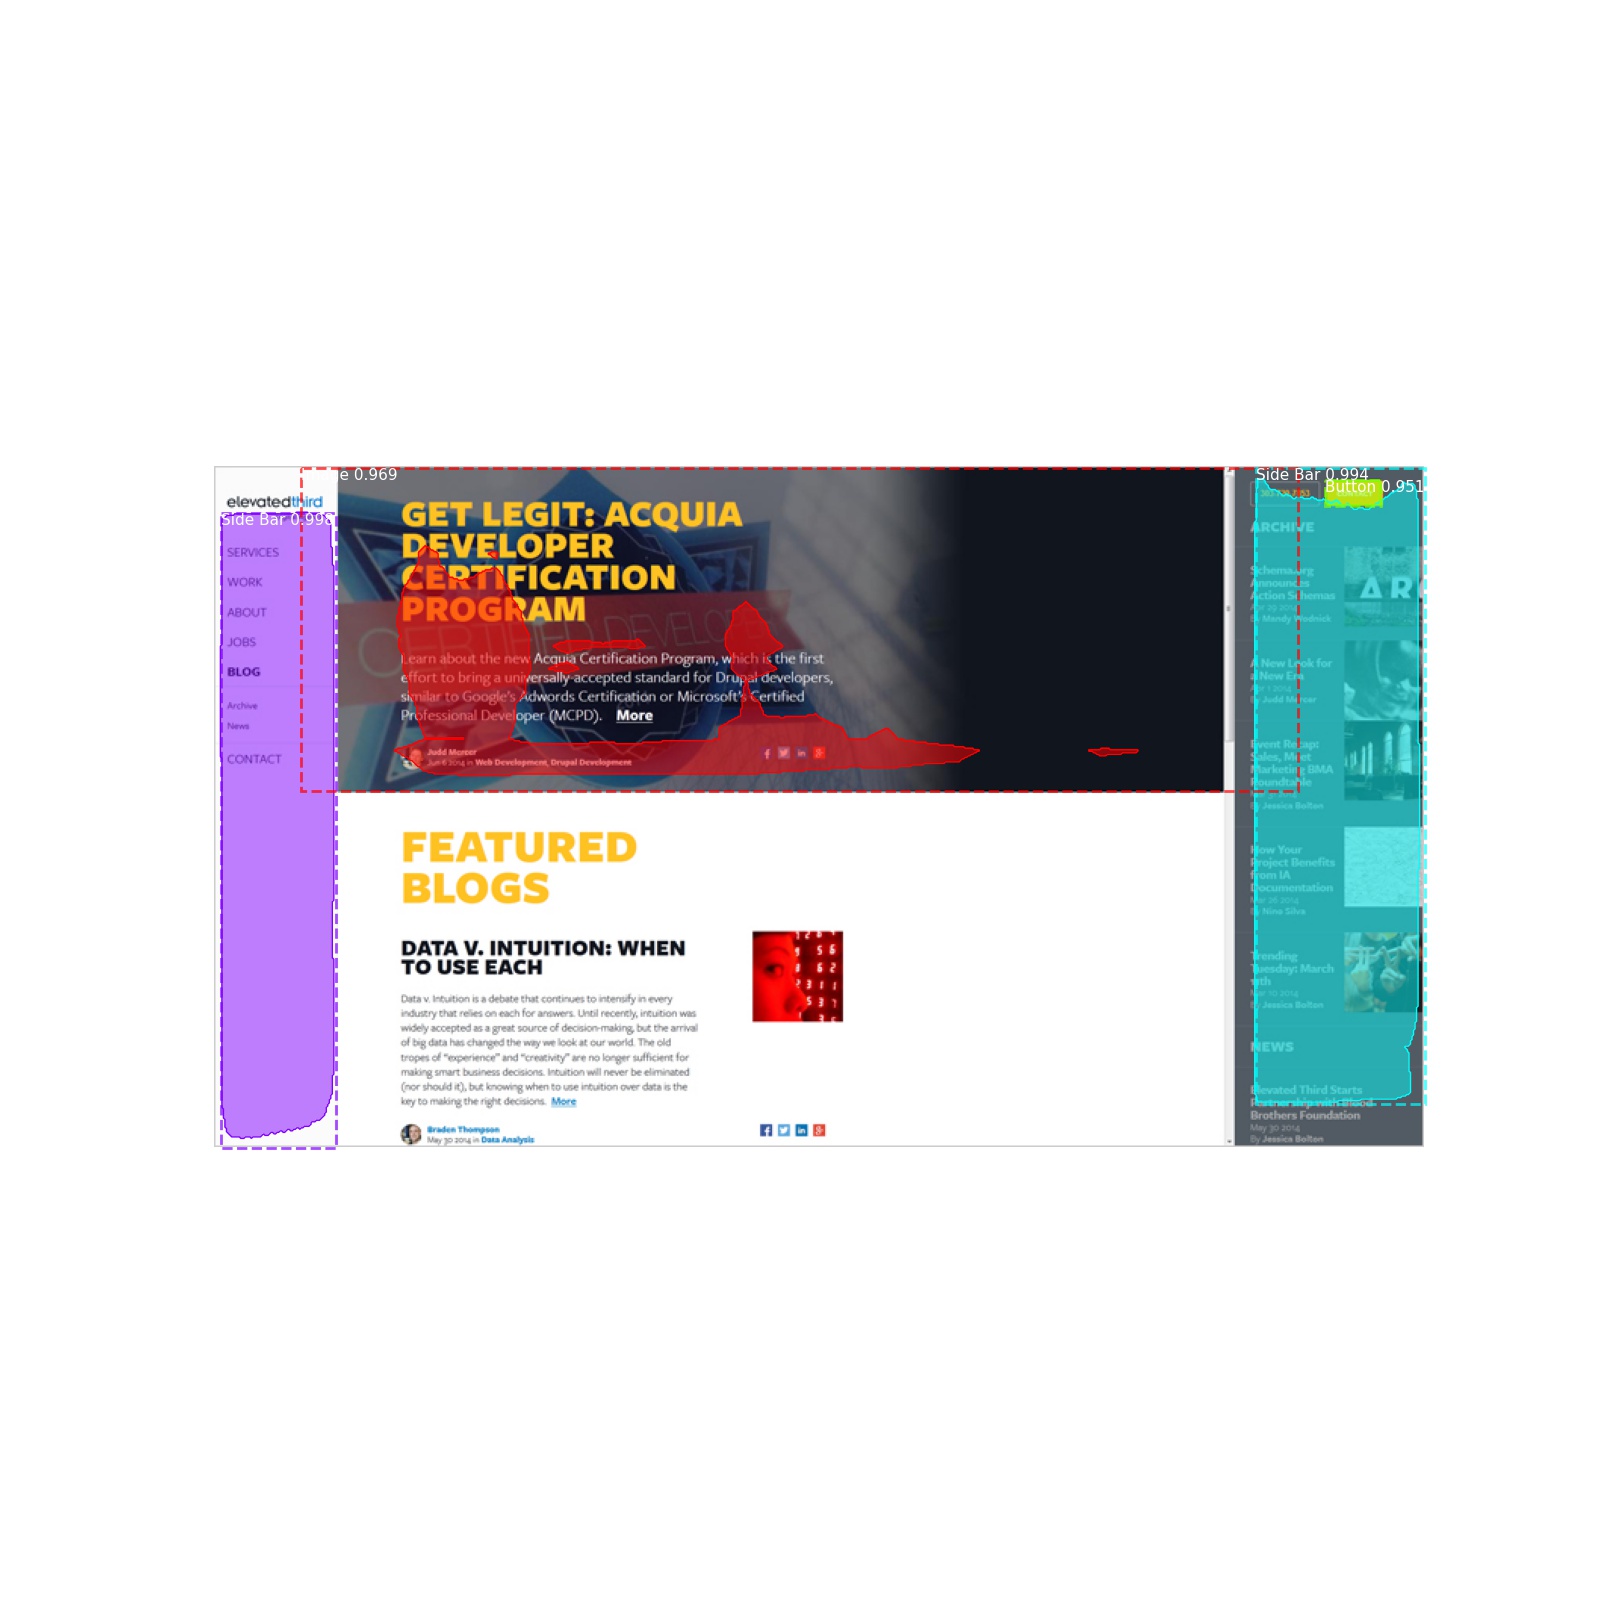 e 0.969
elevatedthird
Side Bar 0.998
SERVICES
WORK
ABOUT
JOBS
BLOG
Archive
News
CONTACT
GET LEGIT: ACQUIA
DEVELOPER
CERTIFICATION
PROGRAM
CERTIFIED DEVELOPER
Learn about the new Acquia Certification Program, which is the first
effort to bring a universally-accepted standard for Drupal developers,
similar to Google's Adwords Certification or Microsoft's Certified
Professional Developer (MCPD). More
Judd Mercer
Jun 6 2014 in Web Development, Drupal Development
FEATURED
BLOGS
DATA V. INTUITION: WHEN
TO USE EACH
Data v. Intuition is a debate that continues to intensify in every
industry that relies on each for answers. Until recently, intuition was
widely accepted as a great source of decision-making, but the arrival
of big data has changed the way we look at our world. The old
tropes of “experience” and “creativity” are no longer sufficient for
making smart business decisions. Intuition will never be eliminated
(nor should it), but knowing when to use intuition over data is the
key to making the right decisions. More
Braden Thompson
May 30 2014 in Data Analysis
Side Bar 0.994
Button 0.951
ARCHIVE
Schema.org
Announces
Action Schemas
Apr 29 2014
By Mandy Wodnick
AR
A New Look for
a New Era
Apr 1 2014
By Judd Mercer
Event Recap:
Sales, Meet
Marketing BMA
Roundtable
By Jessica Bolton
How Your
Project Benefits
from IA
Documentation
Mar 26 2014
By Nina Silva
Trending
Tuesday: March
11th
Mar 10 2014
By Jessica Bolton
NEWS
Elevated Third Starts
Partnership with Blood
Brothers Foundation
May 30 2014
By Jessica Bolton